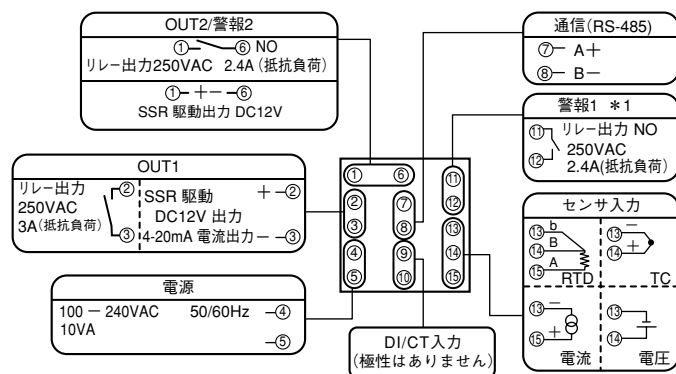 OUT2/警報2
① ⑥ NO
リレー出力250VAC 2.4A(抵抗負荷)
① + − ⑥
SSR 駆動出力 DC12V
通信(RS-485)
⑦ A+
⑧ B−
警報1 *1
⑪ リレー出力 NO
250VAC
⑫ 2.4A(抵抗負荷)
OUT1
リレー出力 ②
250VAC
3A(抵抗負荷) ③
SSR 駆動 + ②
DC12V 出力
4-20mA 電流出力 − ③
① ⑥ ⑪
② ⑦ ⑫
③ ⑧ ⑬
④ ⑨ ⑭
⑤ ⑩ ⑮
センサ入力
⑬ b
⑭ B
⑮ A
RTD
⑬ −
⑭ +
TC
⑬ −
⑮ +
電流
⑬
⑭
電圧
電源
100 − 240VAC 50/60Hz ④
10VA
⑤
DI/CT入力
(極性はありません)